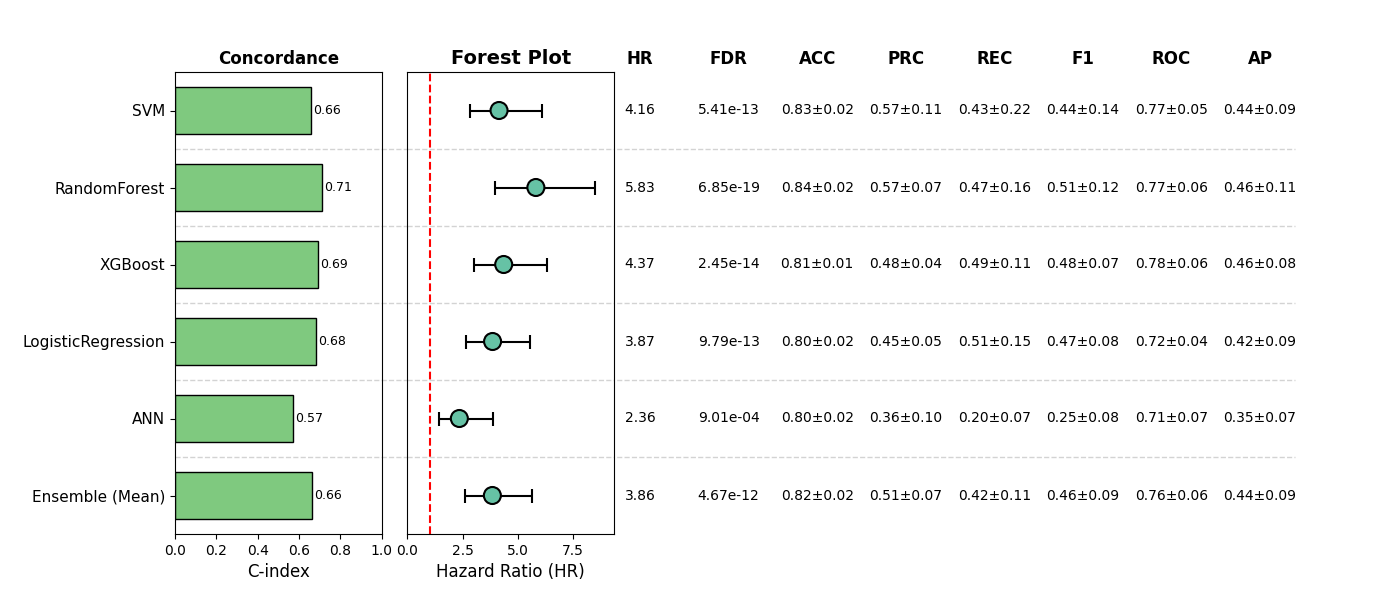 Concordance Forest Plot HR FDR ACC PRC REC F1 ROC AP
SVM 0.66 4.16 5.41e-13 0.83±0.02 0.57±0.11 0.43±0.22 0.44±0.14 0.77±0.05 0.44±0.09
RandomForest 0.71 5.83 6.85e-19 0.84±0.02 0.57±0.07 0.47±0.16 0.51±0.12 0.77±0.06 0.46±0.11
XGBoost 0.69 4.37 2.45e-14 0.81±0.01 0.48±0.04 0.49±0.11 0.48±0.07 0.78±0.06 0.46±0.08
LogisticRegression 0.68 3.87 9.79e-13 0.80±0.02 0.45±0.05 0.51±0.15 0.47±0.08 0.72±0.04 0.42±0.09
ANN 0.57 2.36 9.01e-04 0.80±0.02 0.36±0.10 0.20±0.07 0.25±0.08 0.71±0.07 0.35±0.07
Ensemble (Mean) 0.66 3.86 4.67e-12 0.82±0.02 0.51±0.07 0.42±0.11 0.46±0.09 0.76±0.06 0.44±0.09
0.0 0.2 0.4 0.6 0.8 1.0 0.0 2.5 5.0 7.5
C-index Hazard Ratio (HR)